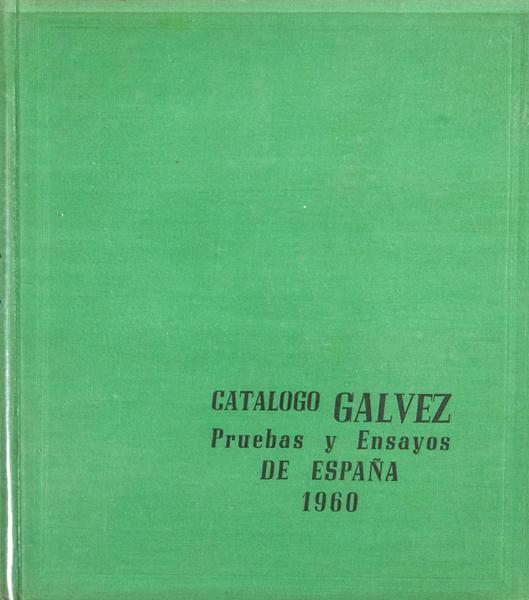 CATALOGO GALVEZ
Pruebas y Ensayos
DE ESPAÑA
1960